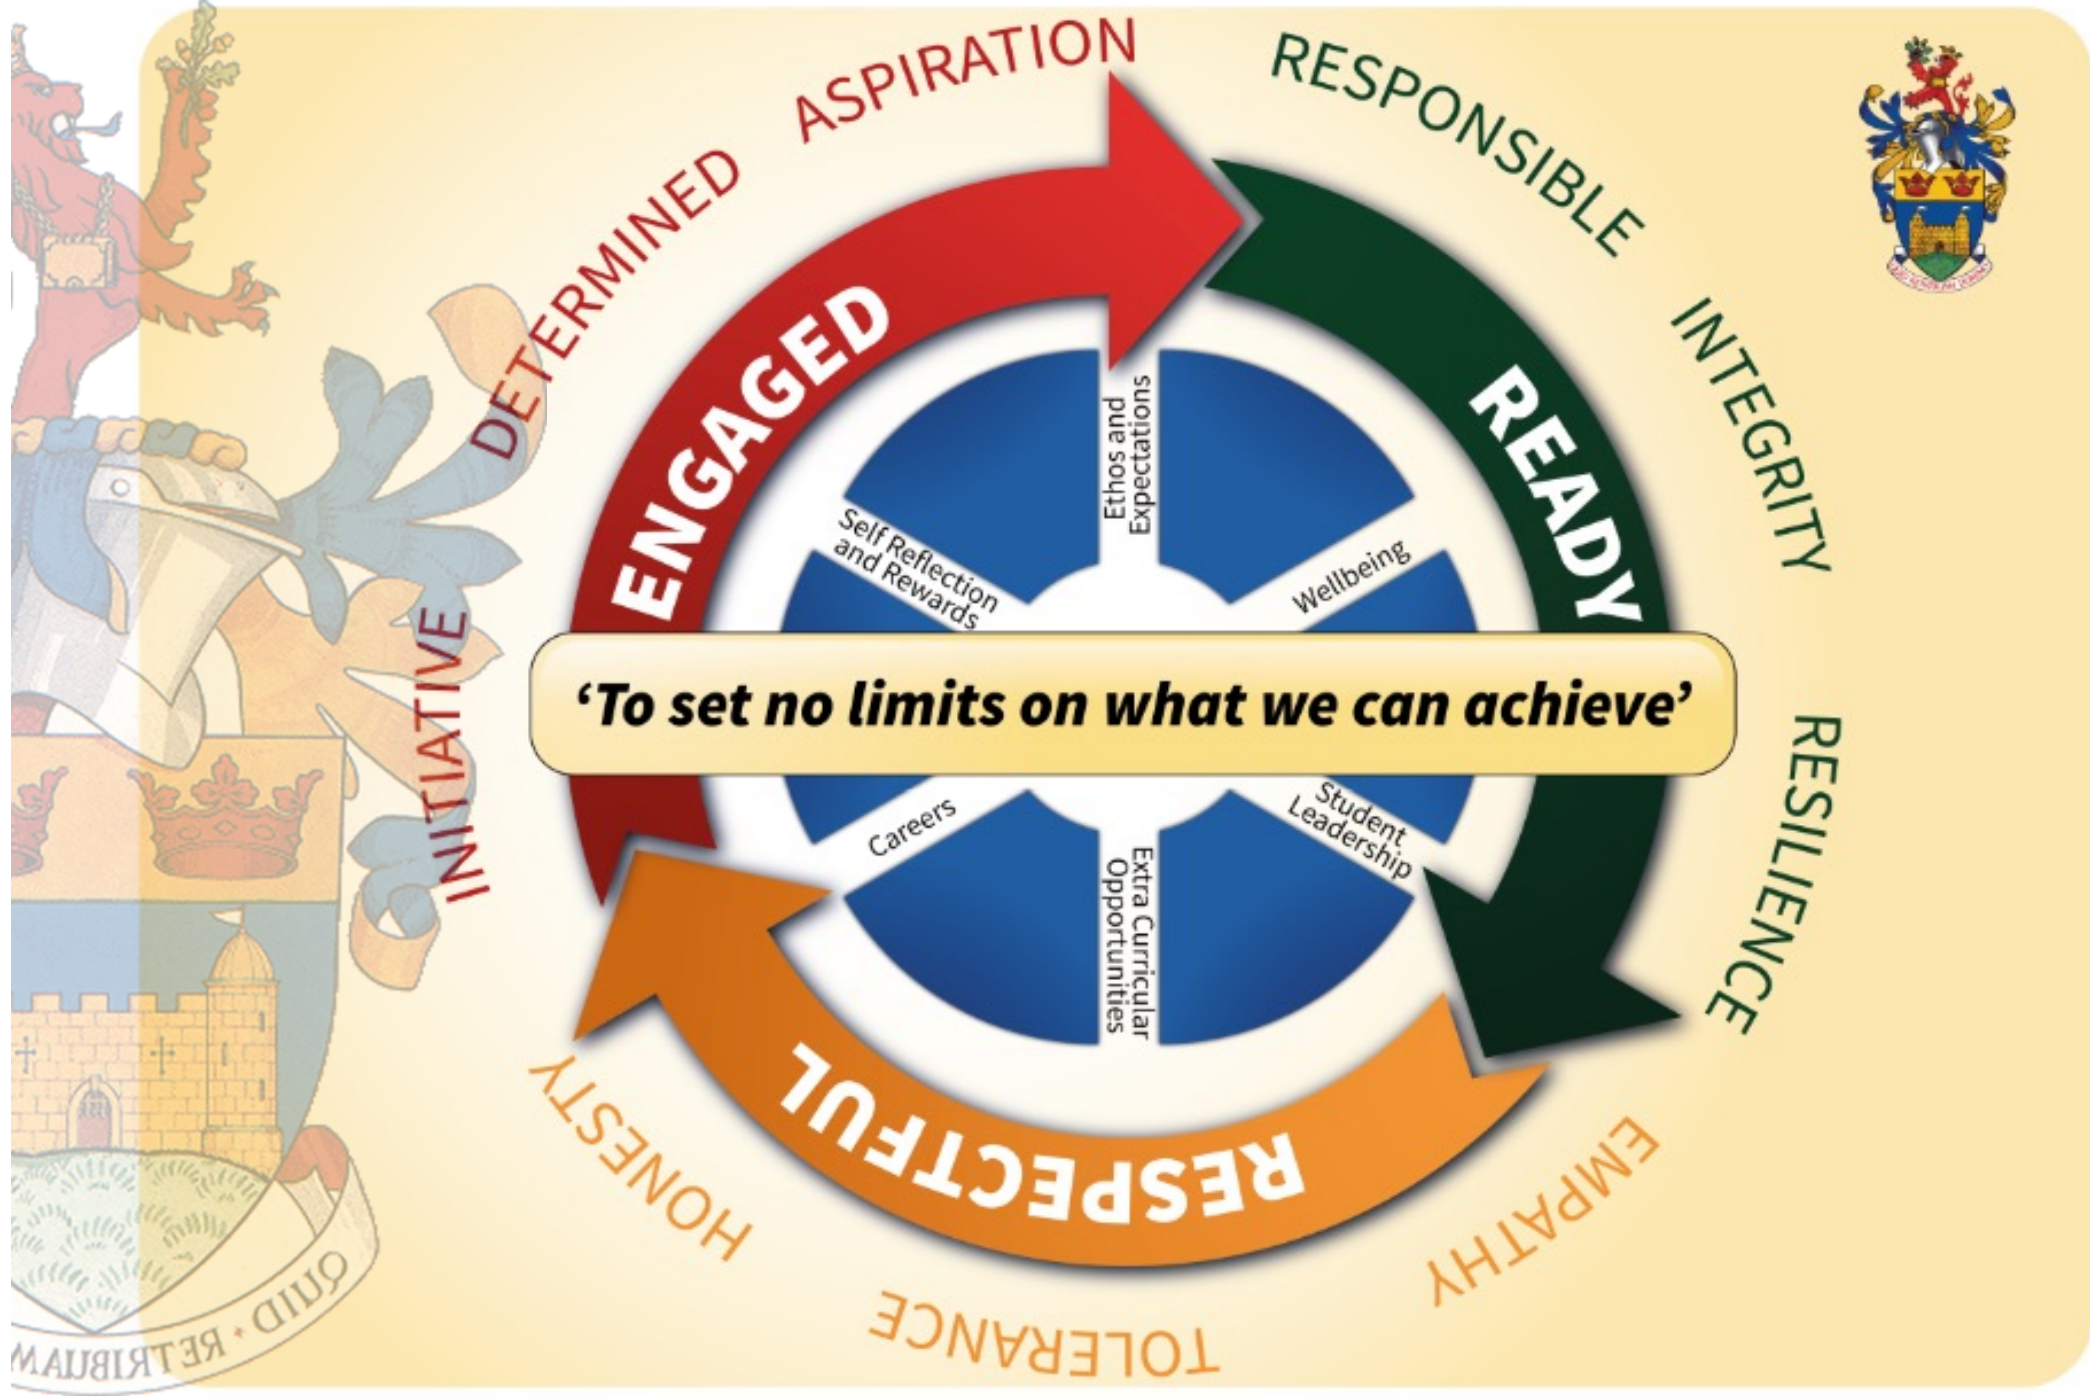 ASPIRATION
RESPONSIBLE
DETERMINED
INTEGRITY
INITIATIVE
RESILIENCE
ENGAGED
READY
Ethos and
Expectations
Self Reflection
and Rewards
Wellbeing
‘To set no limits on what we can achieve’
Careers
Student
Leadership
Extra Curricular
Opportunities
RESPECTFUL
HONESTY
EMPATHY
TOLERANCE
QUID · RETRIBUAM